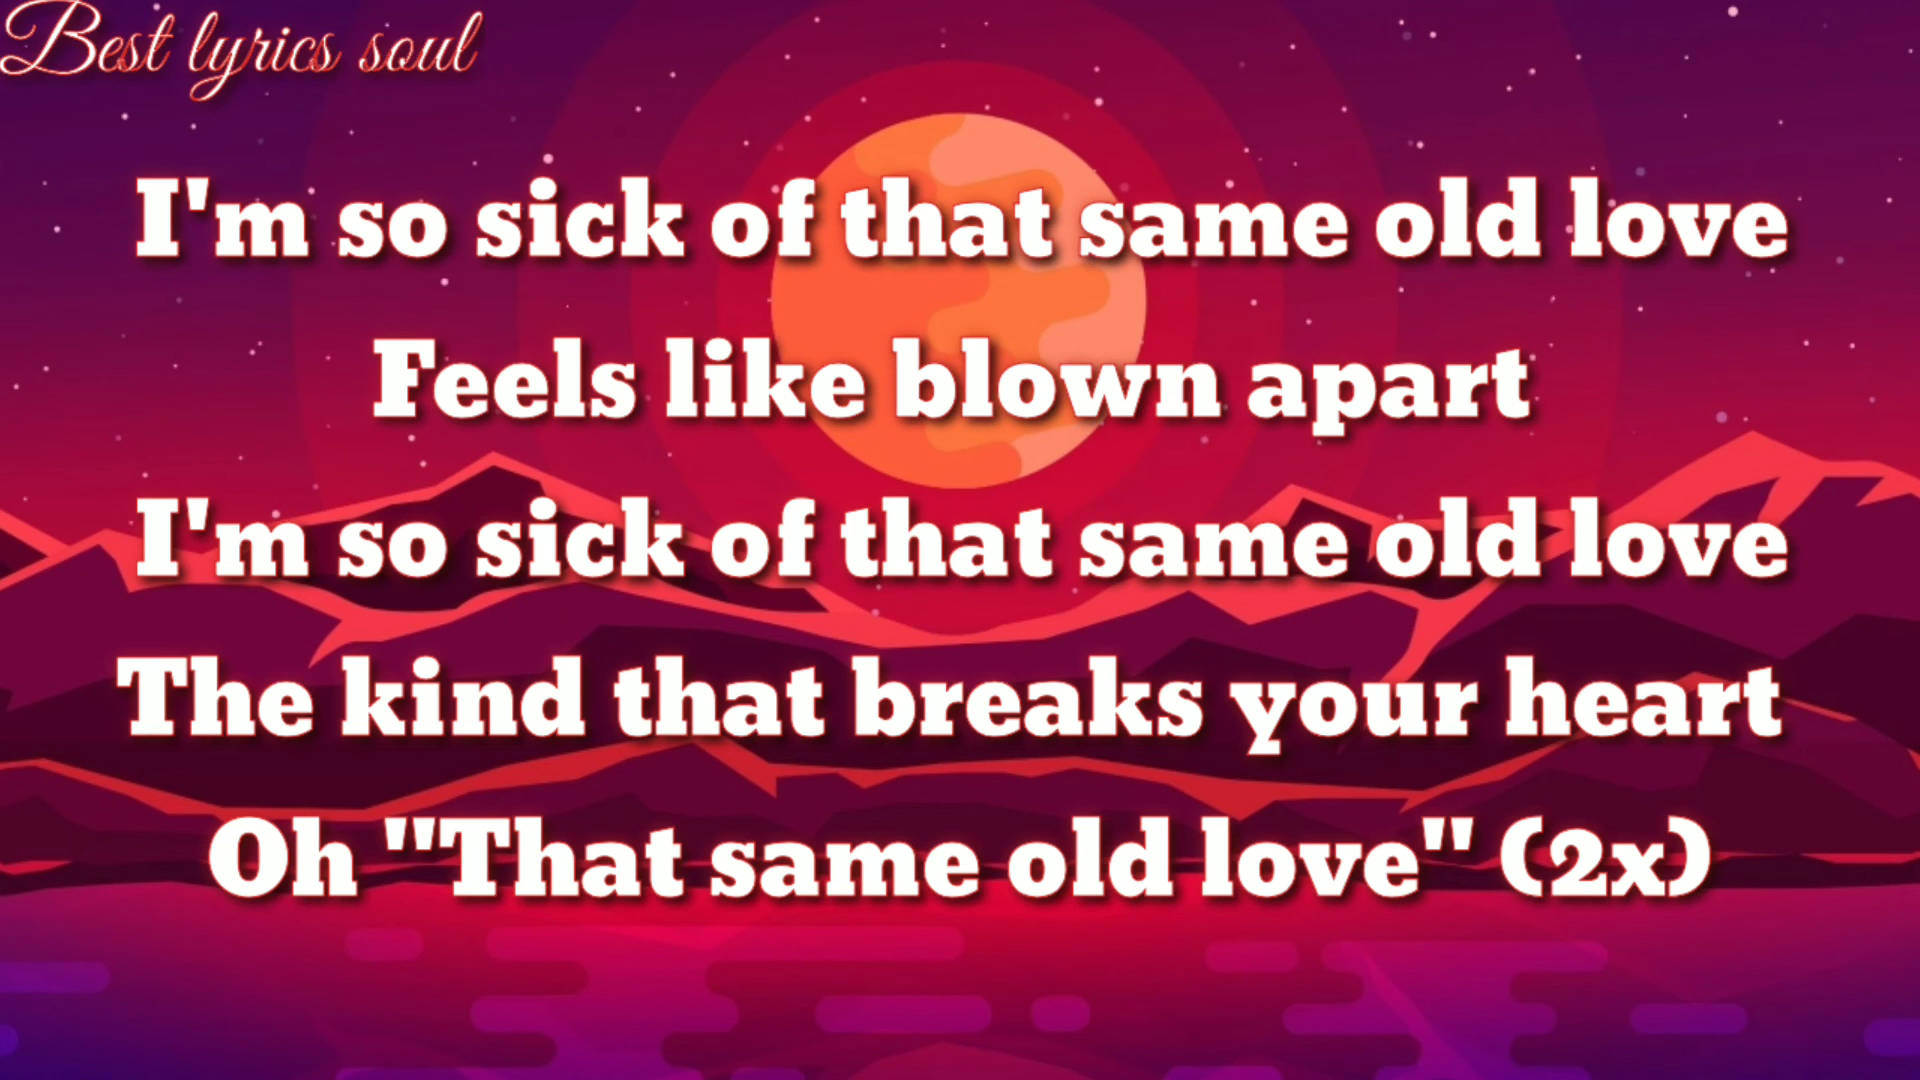 Best lyrics soul
I'm so sick of that same old love
Feels like blown apart
I'm so sick of that same old love
The kind that breaks your heart
Oh "That same old love" (2x)